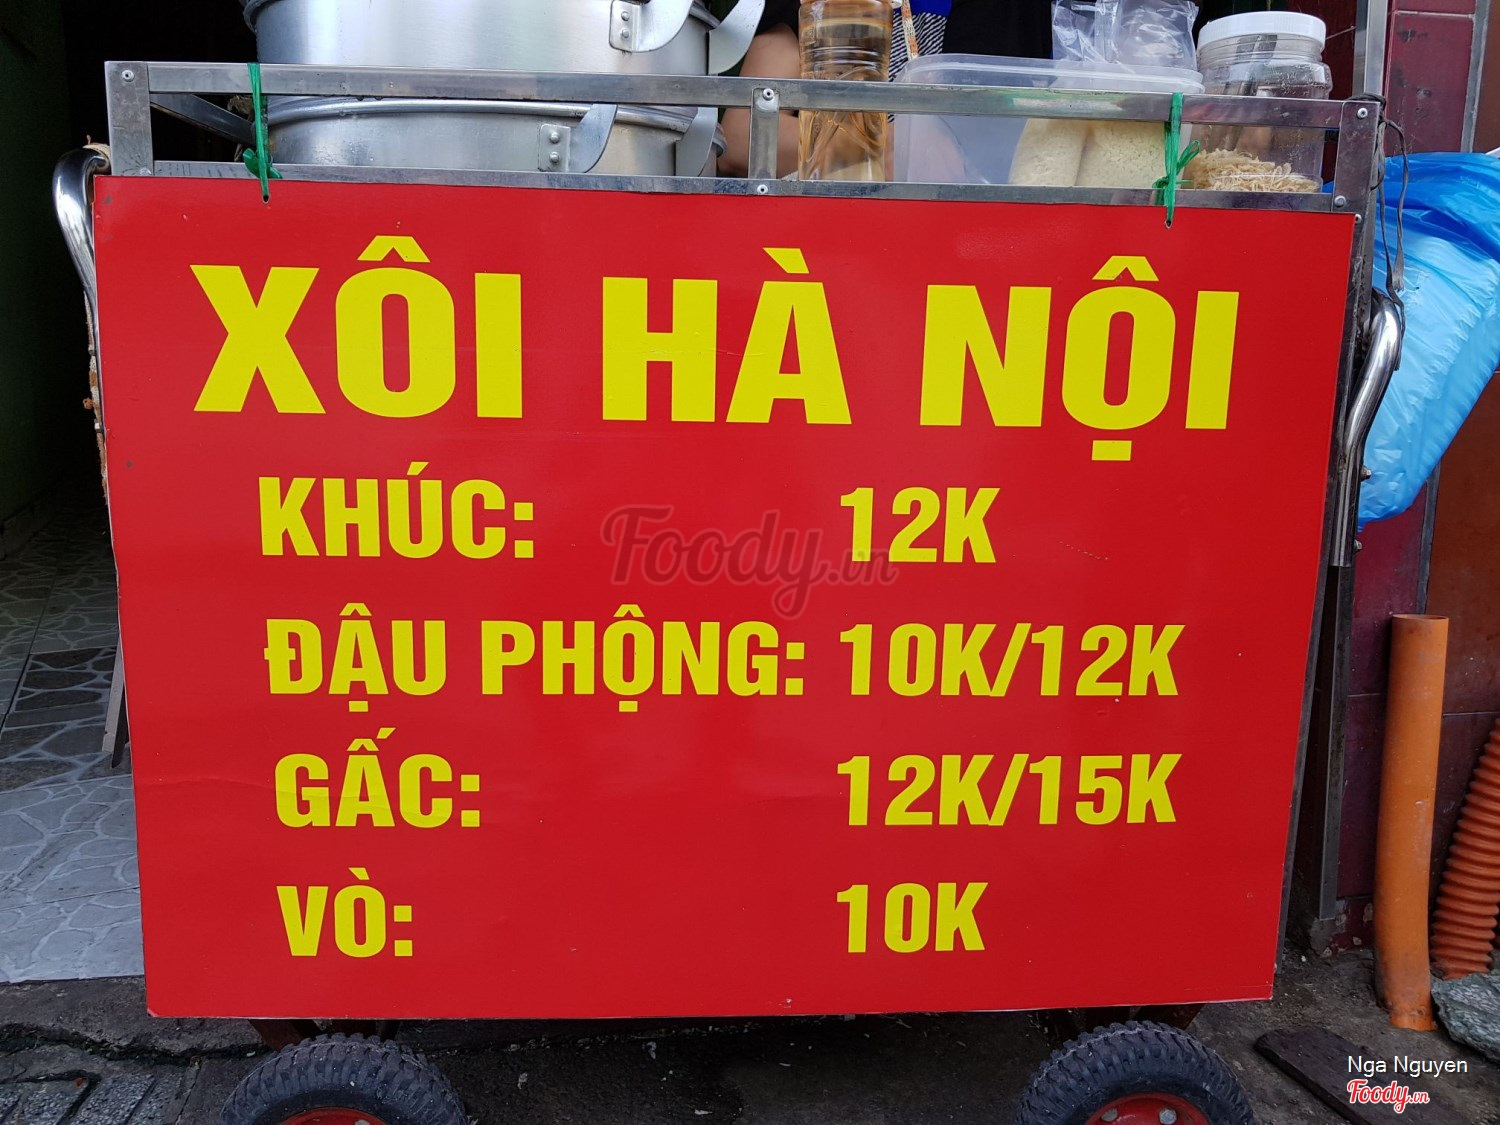 XÔI HÀ NỘI
KHÚC: 12K
Foody.vn
ĐẬU PHỘNG: 10K/12K
GẤC: 12K/15K
VÒ: 10K
Nga Nguyen
Foody.vn